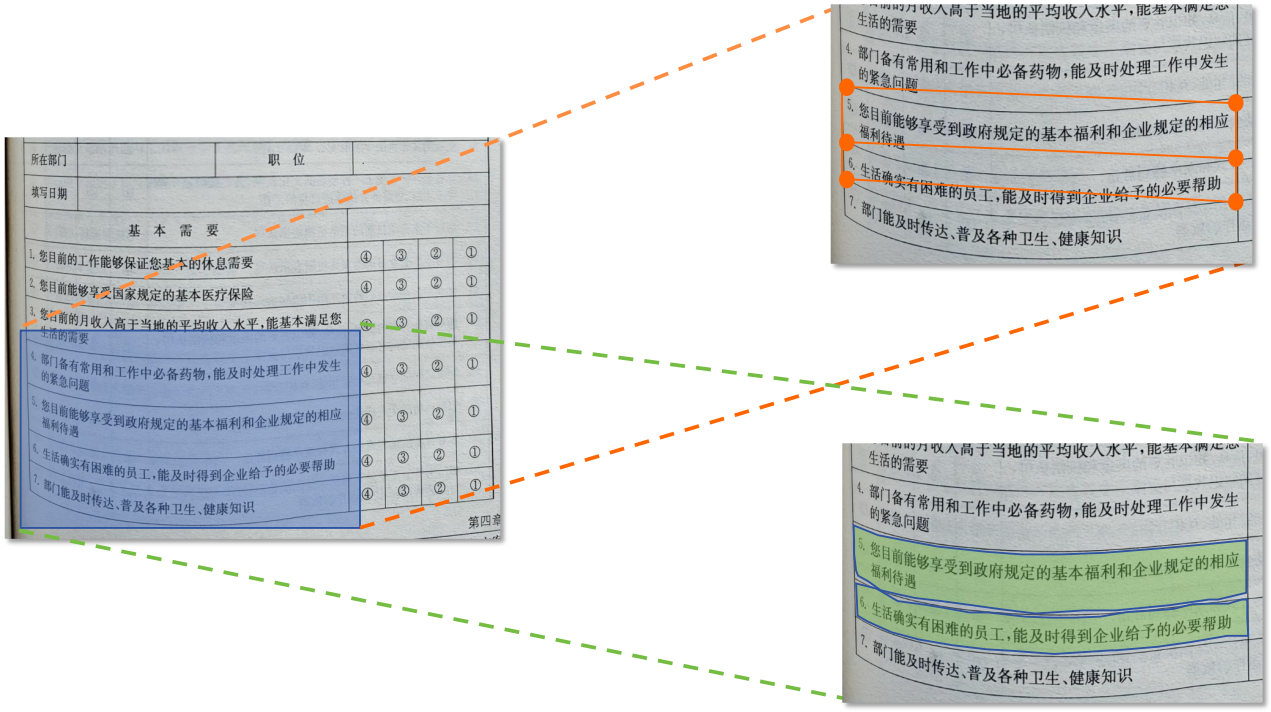 所在部门 职 位
填写日期
基 本 需 要
1. 您目前的工作能够保证您基本的休息需要 ④ ③ ② ①
2. 您目前能够享受国家规定的基本医疗保险 ④ ③ ② ①
3. 您目前的月收入高于当地的平均收入水平,能基本满足您 ④ ③ ② ①
生活的需要
4. 部门备有常用和工作中必备药物,能及时处理工作中发生 ④ ③ ② ①
的紧急问题
5. 您目前能够享受到政府规定的基本福利和企业规定的相应 ④ ③ ② ①
福利待遇
6. 生活确实有困难的员工,能及时得到企业给予的必要帮助 ④ ③ ② ①
7. 部门能及时传达、普及各种卫生、健康知识 ④ ③ ② ①
第四章
前的月收入高于当地的平均收入水平,能基本满足您
生活的需要
4. 部门备有常用和工作中必备药物,能及时处理工作中发生
的紧急问题
5. 您目前能够享受到政府规定的基本福利和企业规定的相应
福利待遇
6. 生活确实有困难的员工,能及时得到企业给予的必要帮助
7. 部门能及时传达、普及各种卫生、健康知识
前的月收入高于当地的平均收入水平,能基本满足您
生活的需要
4. 部门备有常用和工作中必备药物,能及时处理工作中发生
的紧急问题
5. 您目前能够享受到政府规定的基本福利和企业规定的相应
福利待遇
6. 生活确实有困难的员工,能及时得到企业给予的必要帮助
7. 部门能及时传达、普及各种卫生、健康知识